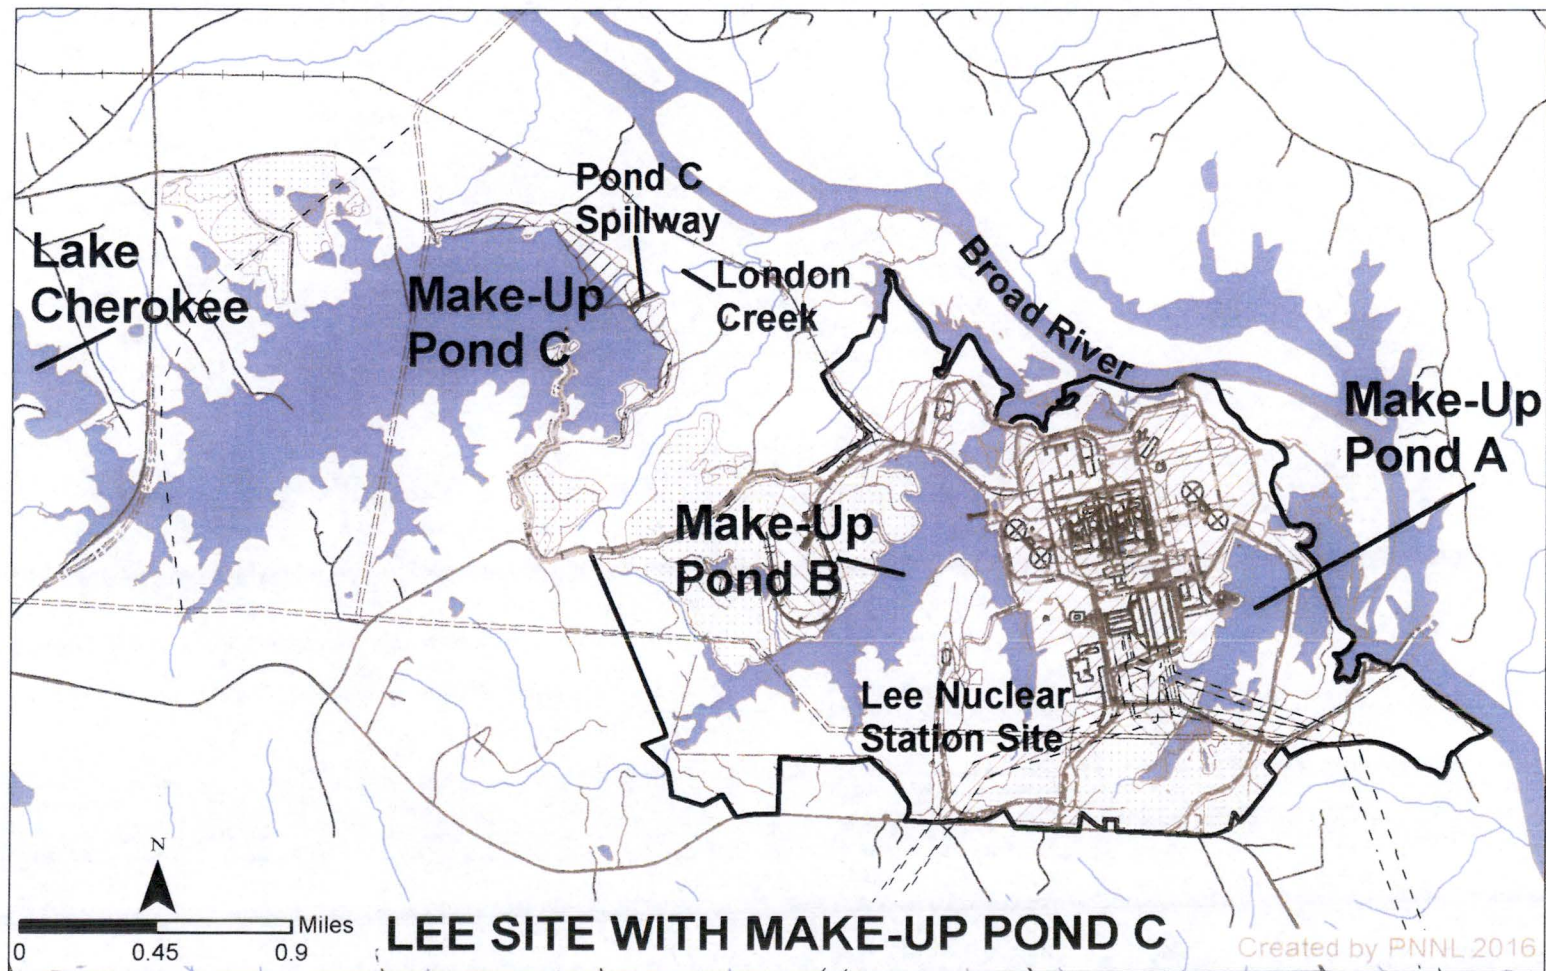 Pond C
Spillway
Lake
Cherokee
Make-Up
Pond C
London
Creek
Broad River
Make-Up
Pond A
Make-Up
Pond B
Lee Nuclear
Station Site
N
Miles
0 0.45 0.9
LEE SITE WITH MAKE-UP POND C
Created by PNNL 2016